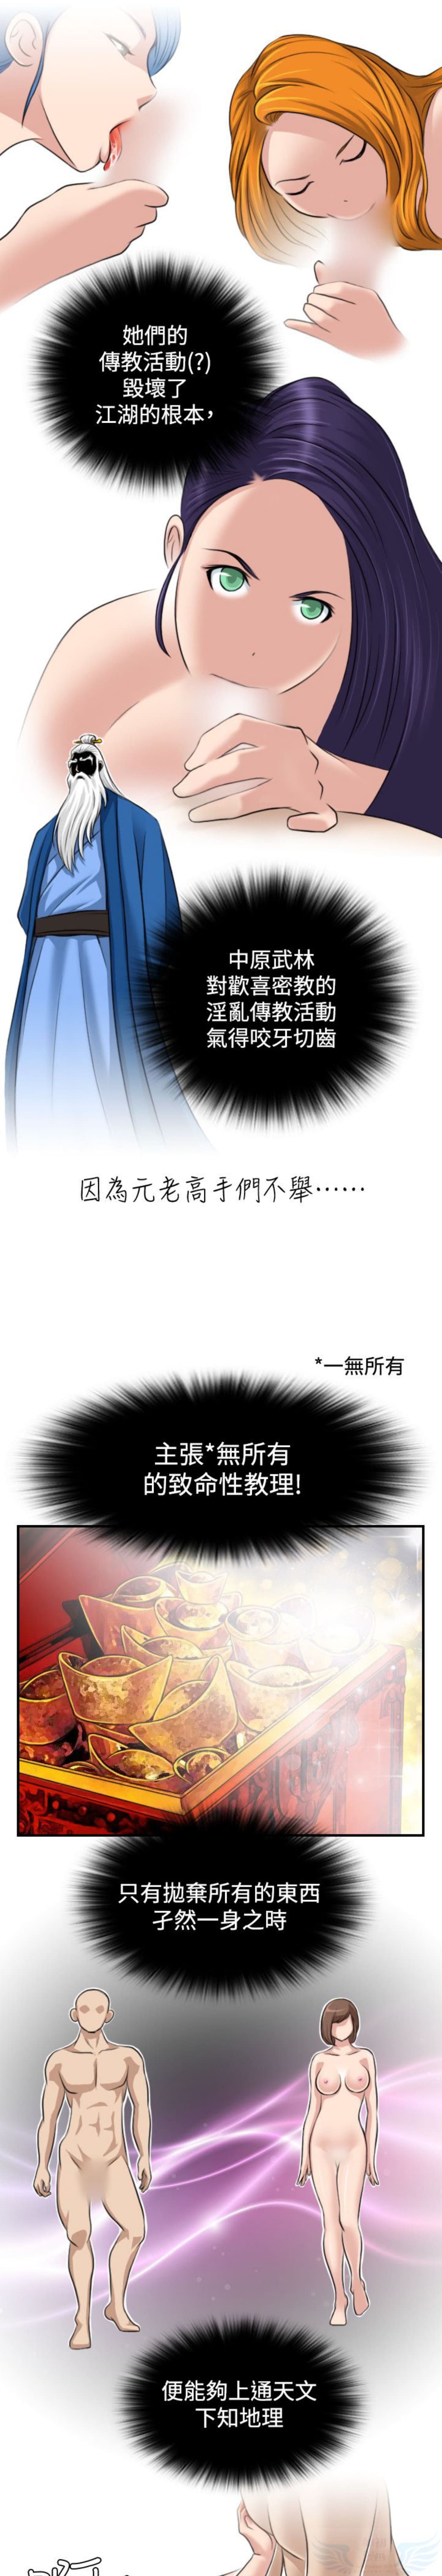 她們的
傳教活動(?)
毀壞了
江湖的根本，
中原武林
對歡喜密教的
淫亂傳教活動
氣得咬牙切齒
因為元老高手們不舉……
*一無所有
主張*無所有
的致命性教理!
只有拋棄所有的東西
孑然一身之時
便能夠上通天文
下知地理